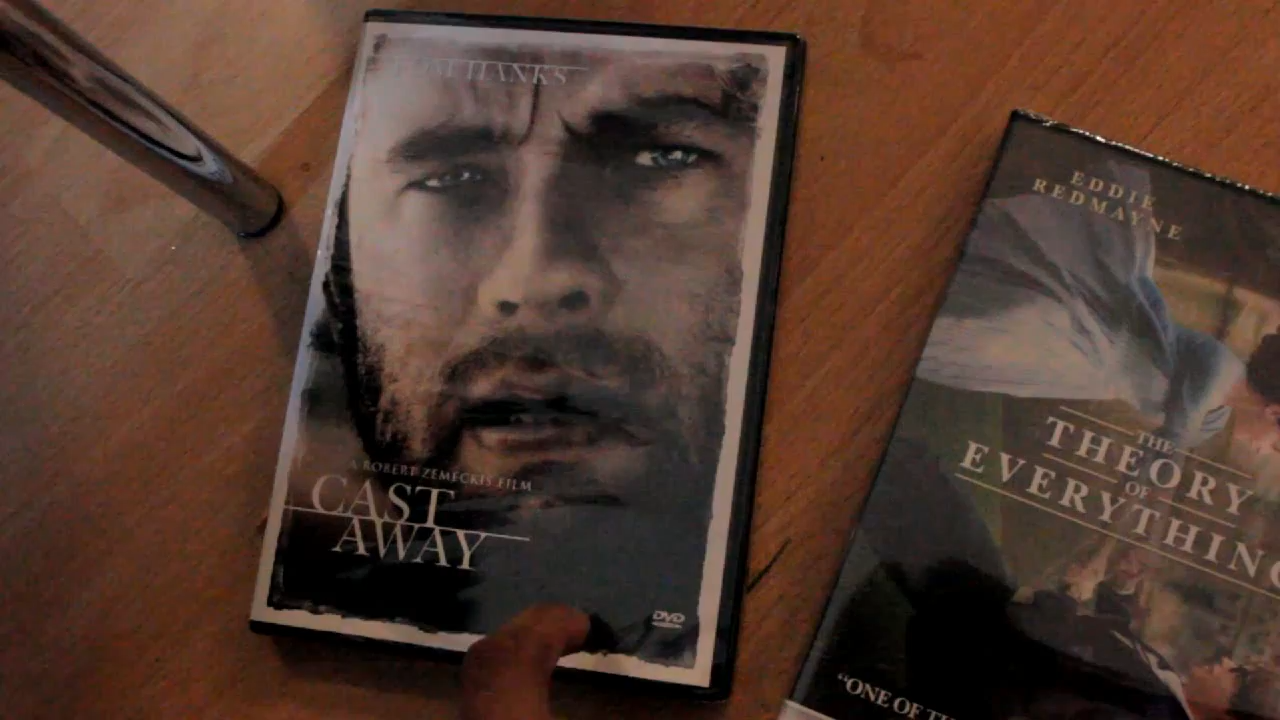 TOM HANKS
A ROBERT ZEMECKIS FILM
CAST
AWAY
DVD
EDDIE
REDMAYNE
THE
THEORY
OF
EVERYTHING
"ONE OF